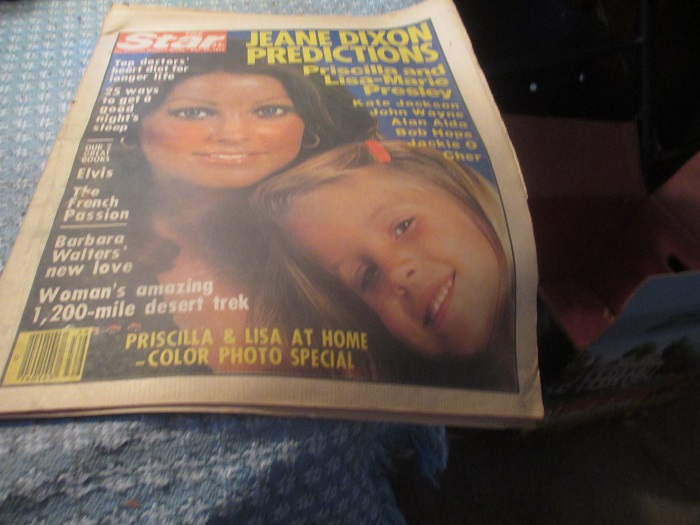 Star
JEANE DIXON
PREDICTIONS
Priscilla and
Lisa-Marie
Presley
Kate Jackson
John Wayne
Alan Alda
Bob Hope
Jackie O
Cher
Top doctors'
heart diet for
longer life
25 ways
to get a
good
night's
sleep
OUR 2
GREAT
BOOKS
Elvis
The
French
Passion
Barbara
Walters'
new love
Woman's amazing
1,200-mile desert trek
PRISCILLA & LISA AT HOME
-COLOR PHOTO SPECIAL